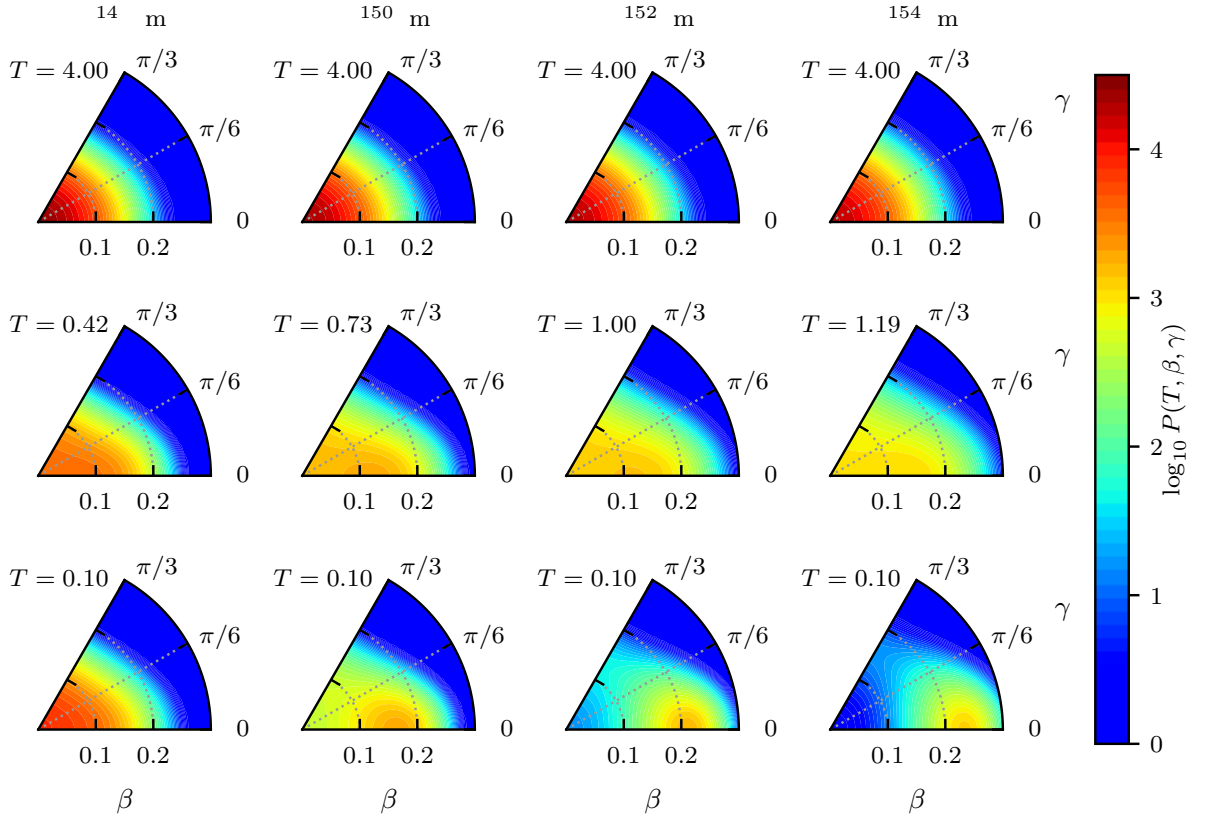 14 m 150 m 152 m 154 m
T = 4.00 π/3 T = 4.00 π/3 T = 4.00 π/3 T = 4.00 π/3 γ
π/6 π/6 π/6 π/6
0 0 0 0
0.1 0.2 0.1 0.2 0.1 0.2 0.1 0.2
T = 0.42 π/3 T = 0.73 π/3 T = 1.00 π/3 T = 1.19 π/3 γ
π/6 π/6 π/6 π/6
0 0 0 0
0.1 0.2 0.1 0.2 0.1 0.2 0.1 0.2
T = 0.10 π/3 T = 0.10 π/3 T = 0.10 π/3 T = 0.10 π/3 γ
π/6 π/6 π/6 π/6
0 0 0 0
0.1 0.2 0.1 0.2 0.1 0.2 0.1 0.2
β β β β
4
3
2
1
0
log10 P(T, β, γ)